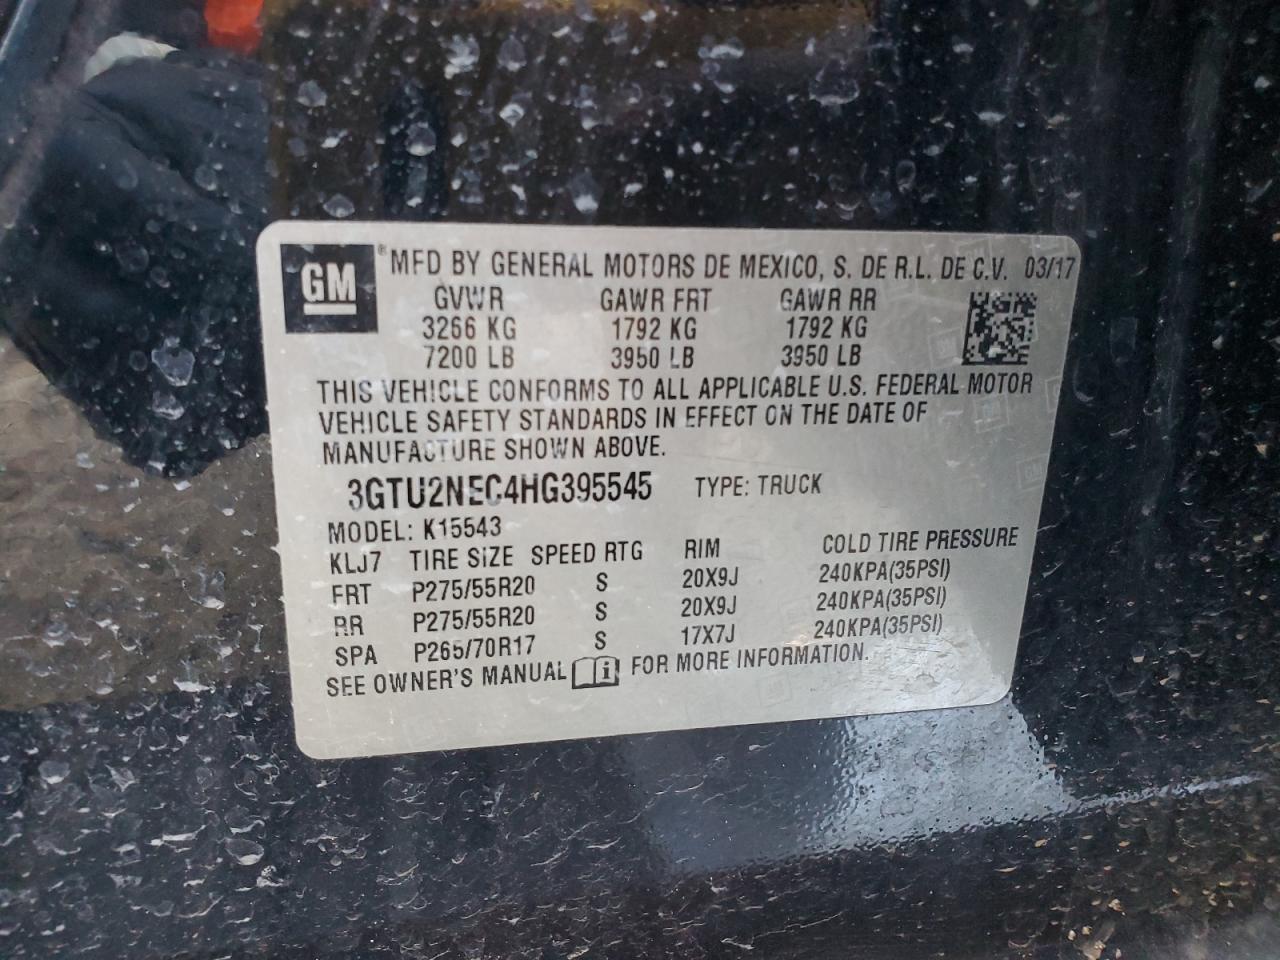 GM® MFD BY GENERAL MOTORS DE MEXICO, S. DE R.L. DE C.V. 03/17
GVWR GAWR FRT GAWR RR
3266 KG 1792 KG 1792 KG
7200 LB 3950 LB 3950 LB
THIS VEHICLE CONFORMS TO ALL APPLICABLE U.S. FEDERAL MOTOR
VEHICLE SAFETY STANDARDS IN EFFECT ON THE DATE OF
MANUFACTURE SHOWN ABOVE.
3GTU2NEC4HG395545 TYPE: TRUCK
MODEL: K15543
KLJ7 TIRE SIZE SPEED RTG RIM COLD TIRE PRESSURE
FRT P275/55R20 S 20X9J 240KPA(35PSI)
RR P275/55R20 S 20X9J 240KPA(35PSI)
SPA P265/70R17 S 17X7J 240KPA(35PSI)
SEE OWNER'S MANUAL i FOR MORE INFORMATION.